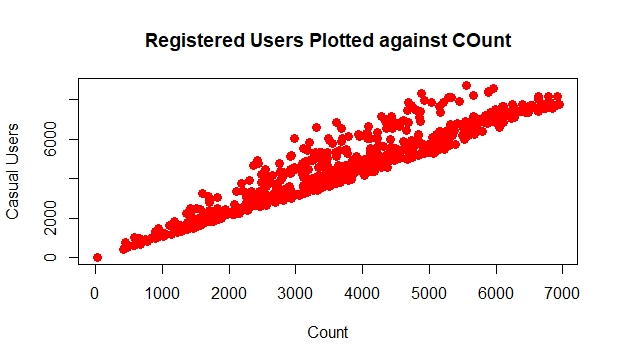 Registered Users Plotted against COunt
Casual Users
6000
2000
0
0 1000 2000 3000 4000 5000 6000 7000
Count